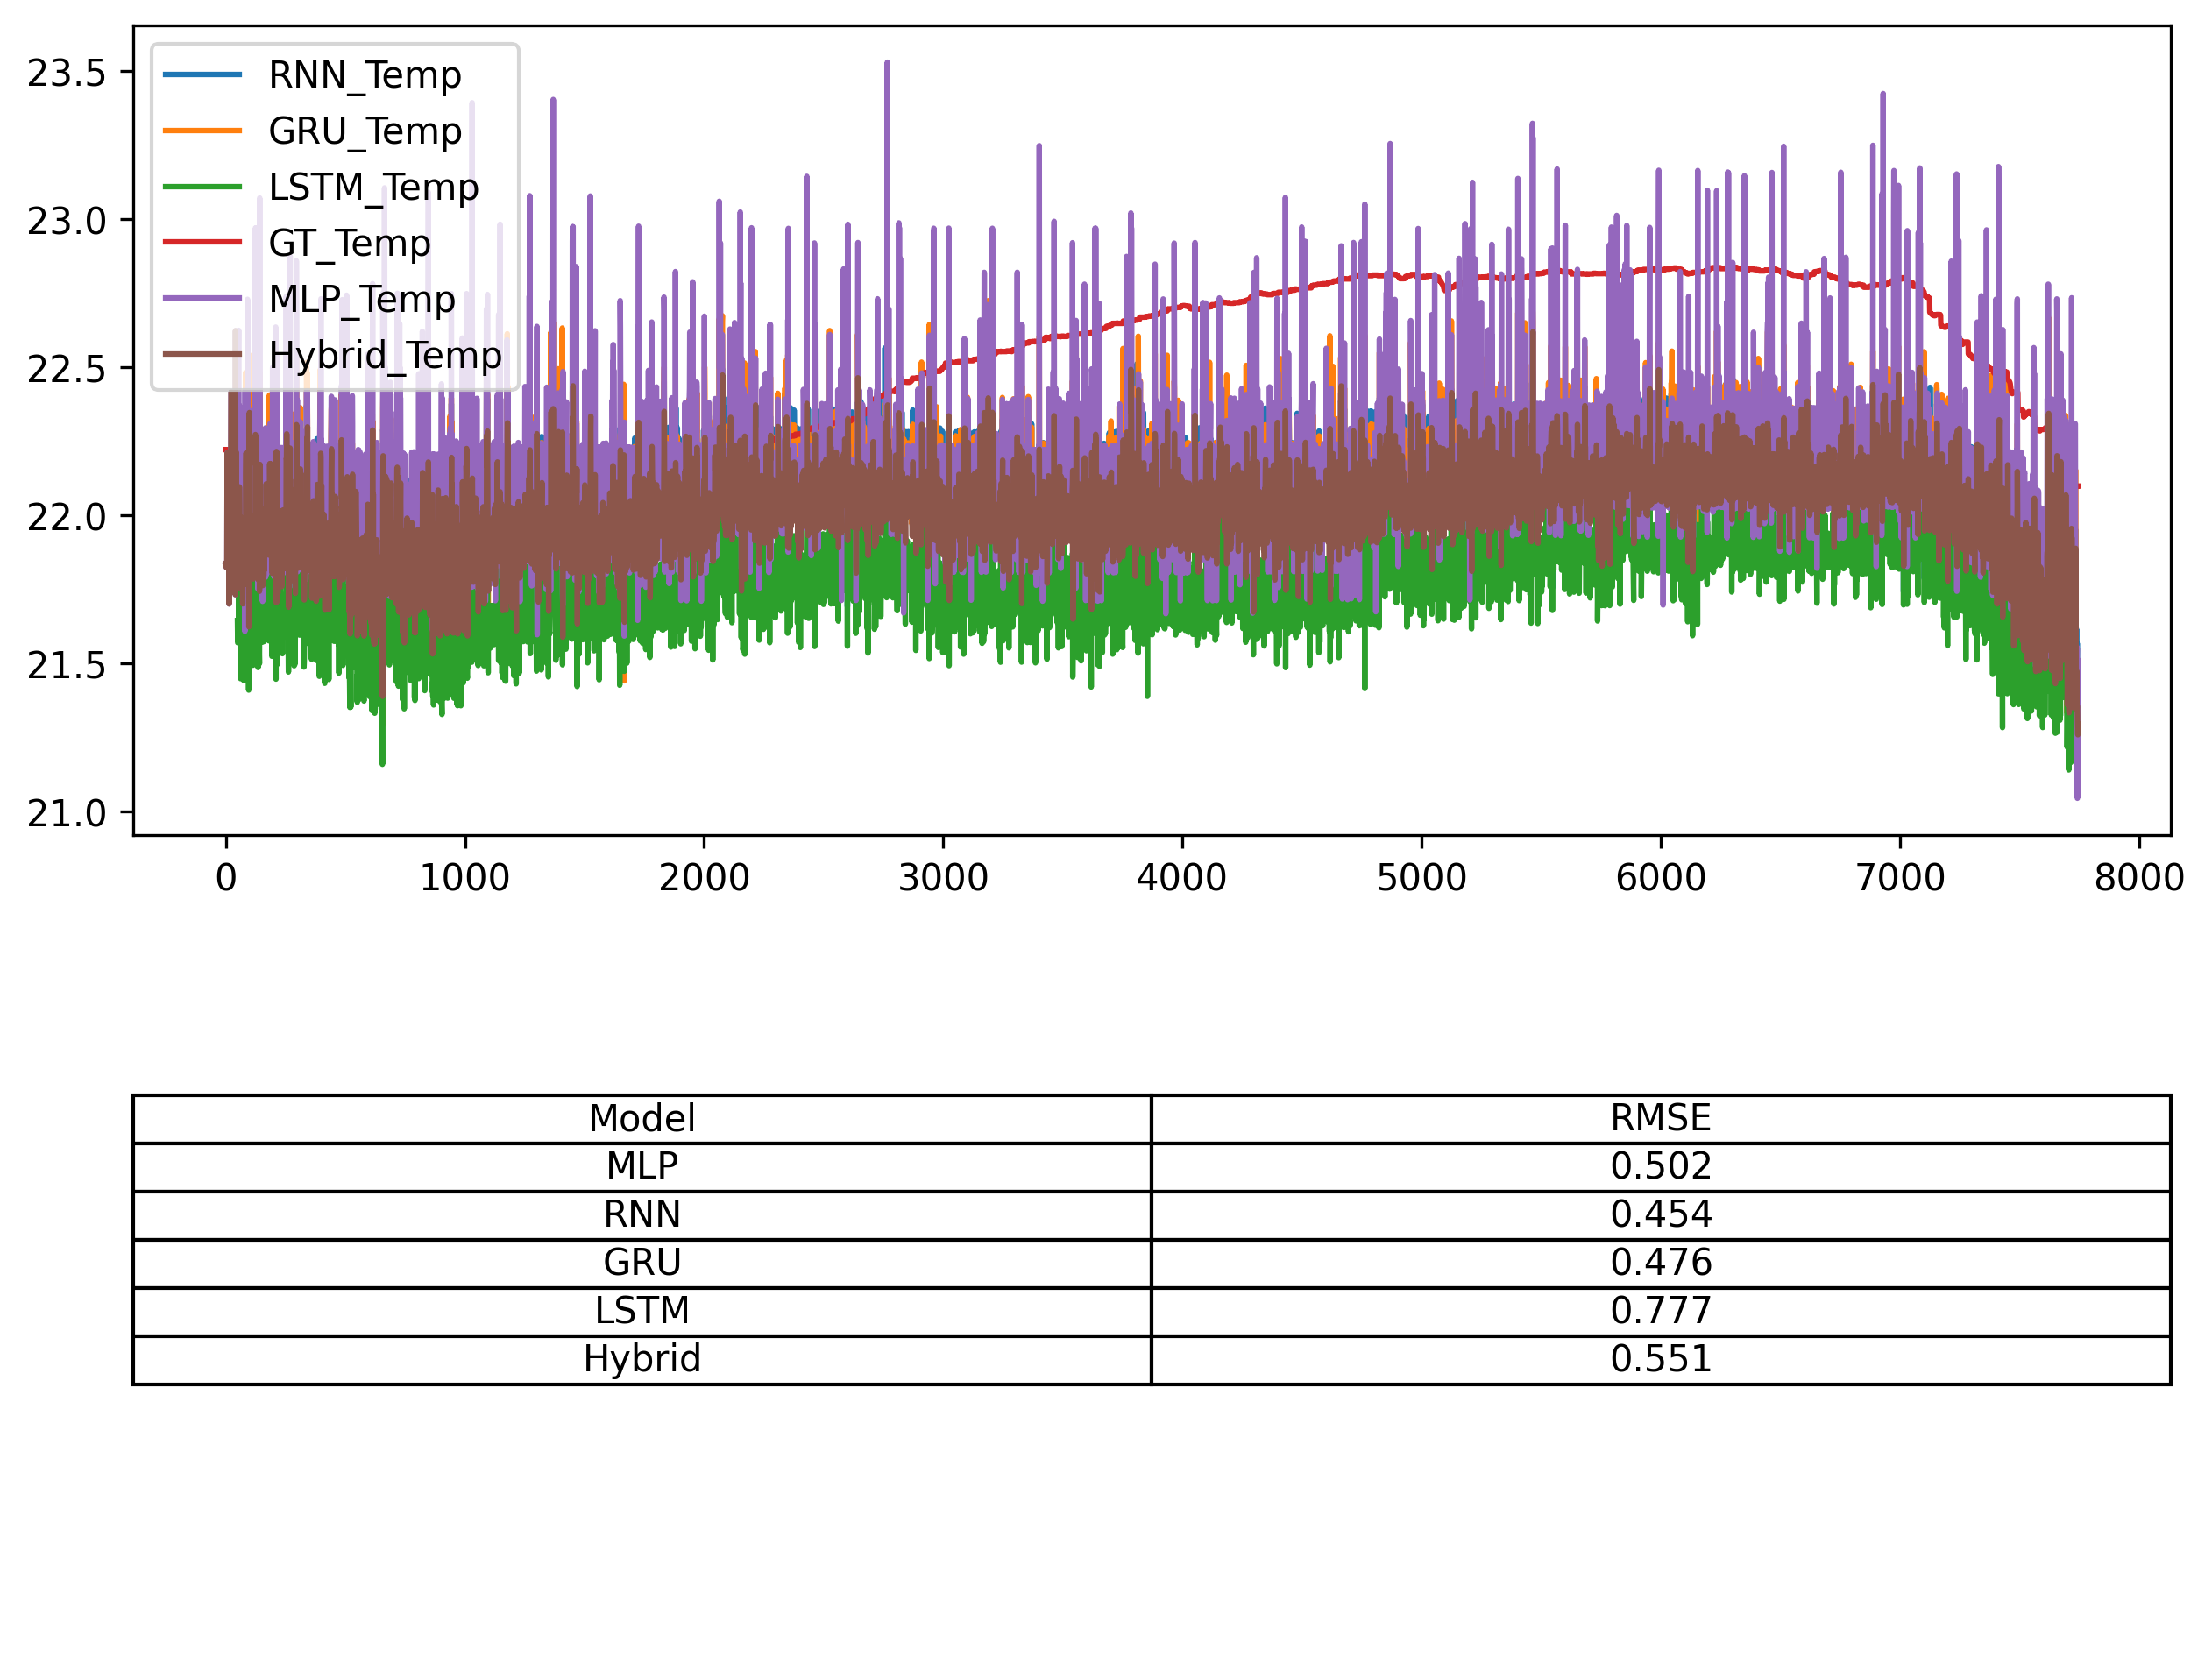 23.5
23.0
22.5
22.0
21.5
21.0
RNN_Temp
GRU_Temp
LSTM_Temp
GT_Temp
MLP_Temp
Hybrid_Temp
0 1000 2000 3000 4000 5000 6000 7000 8000
Model RMSE
MLP 0.502
RNN 0.454
GRU 0.476
LSTM 0.777
Hybrid 0.551